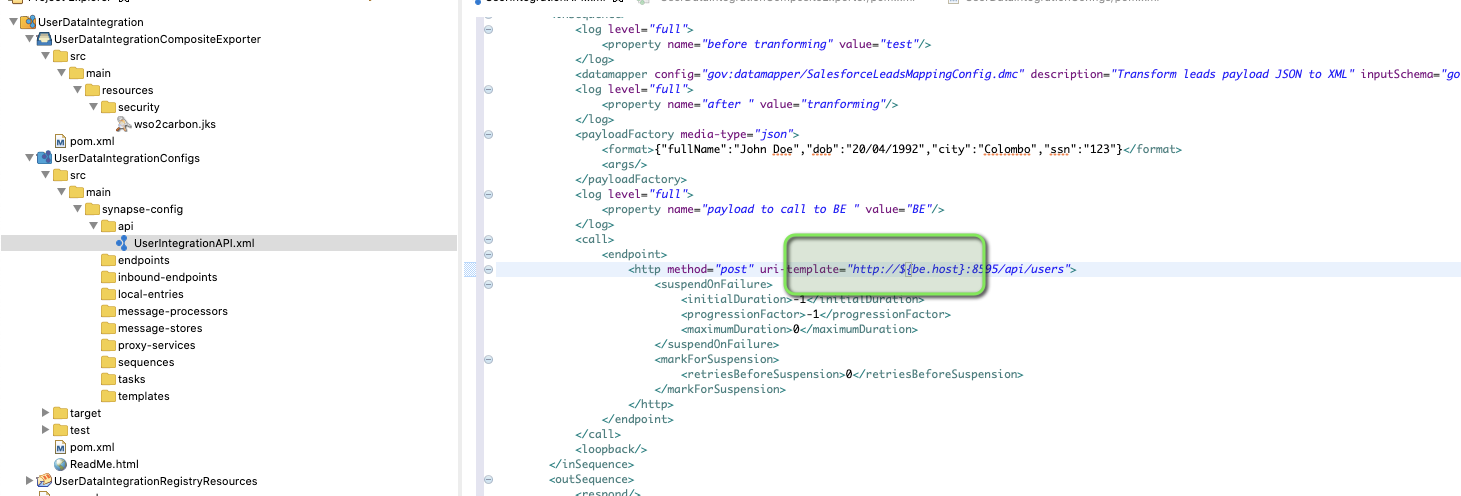 UserDataIntegration
UserDataIntegrationCompositeExporter
src
main
resources
security
wso2carbon.jks
pom.xml
UserDataIntegrationConfigs
src
main
synapse-config
api
UserIntegrationAPI.xml
endpoints
inbound-endpoints
local-entries
message-processors
message-stores
proxy-services
sequences
tasks
templates
target
test
pom.xml
ReadMe.html
UserDataIntegrationRegistryResources
<log level="full">
<property name="before tranforming" value="test"/>
</log>
<datamapper config="gov:datamapper/SalesforceLeadsMappingConfig.dmc" description="Transform leads payload JSON to XML" inputSchema="go
<log level="full">
<property name="after " value="tranforming"/>
</log>
<payloadFactory media-type="json">
<format>{"fullName":"John Doe","dob":"20/04/1992","city":"Colombo","ssn":"123"}</format>
<args/>
</payloadFactory>
<log level="full">
<property name="payload to call to BE " value="BE"/>
</log>
<call>
<endpoint>
<http method="post" uri-template="http://${be.host}:8595/api/users">
<suspendOnFailure>
<initialDuration>-1</initialDuration>
<progressionFactor>-1</progressionFactor>
<maximumDuration>0</maximumDuration>
</suspendOnFailure>
<markForSuspension>
<retriesBeforeSuspension>0</retriesBeforeSuspension>
</markForSuspension>
</http>
</endpoint>
</call>
<loopback/>
</inSequence>
<outSequence>
<respond/>